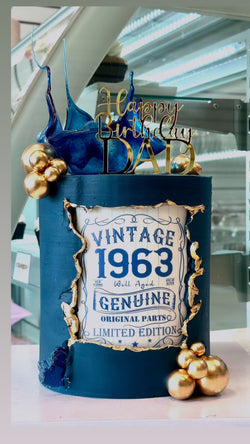 Happy
Birthday
DAD
VINTAGE
1963
Well Aged
GENUINE
ORIGINAL PARTS
LIMITED EDITION